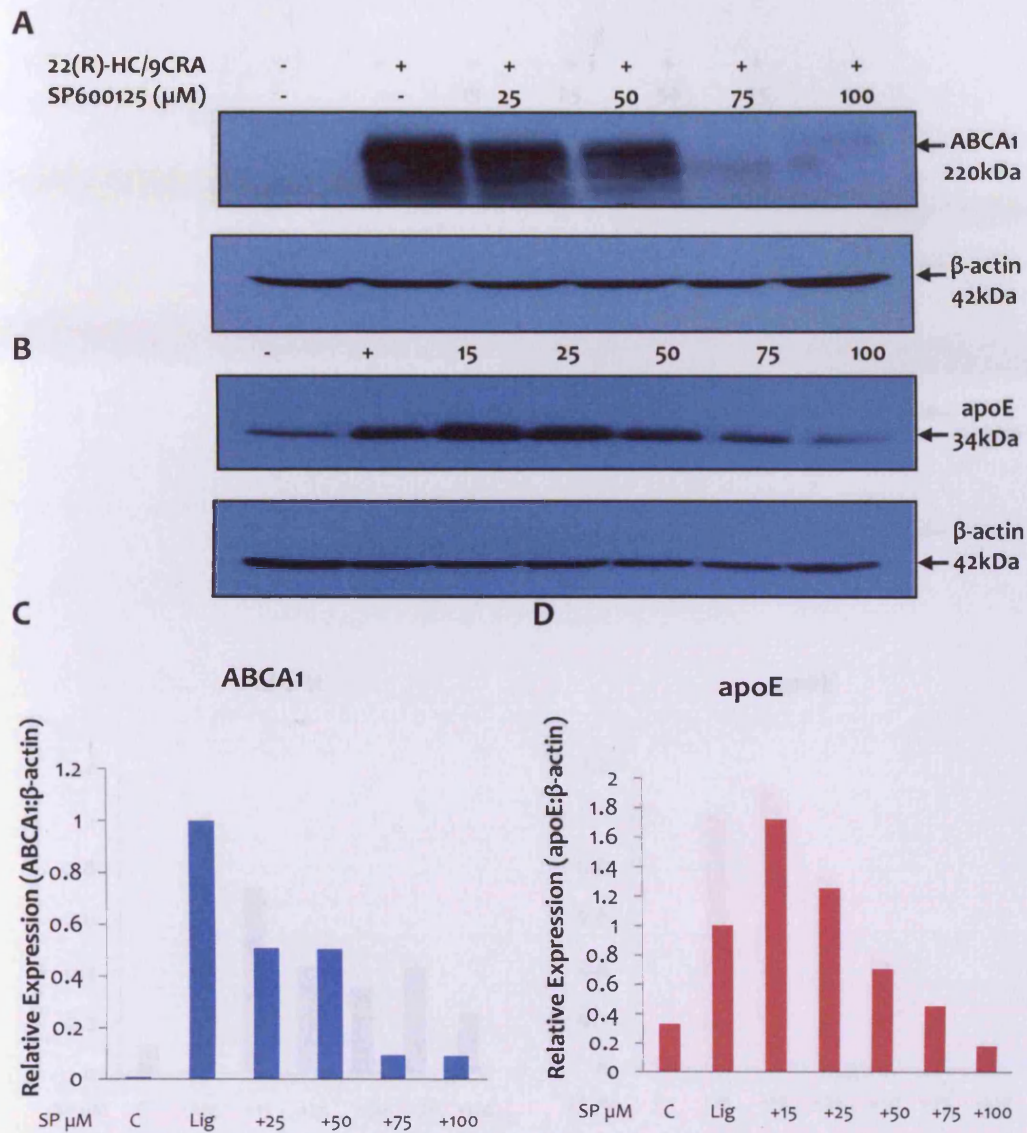 A
22(R)-HC/9CRA - + + + + +
SP600125 (µM) - - 25 50 75 100
ABCA1
220kDa
β-actin
42kDa
B
- + 15 25 50 75 100
apoE
34kDa
β-actin
42kDa
C
ABCA1
Relative Expression (ABCA1:β-actin)
1.2
1
0.8
0.6
0.4
0.2
0
SP µM C Lig +25 +50 +75 +100
D
apoE
Relative Expression (apoE:β-actin)
2
1.8
1.6
1.4
1.2
1
0.8
0.6
0.4
0.2
0
SP µM C Lig +15 +25 +50 +75 +100